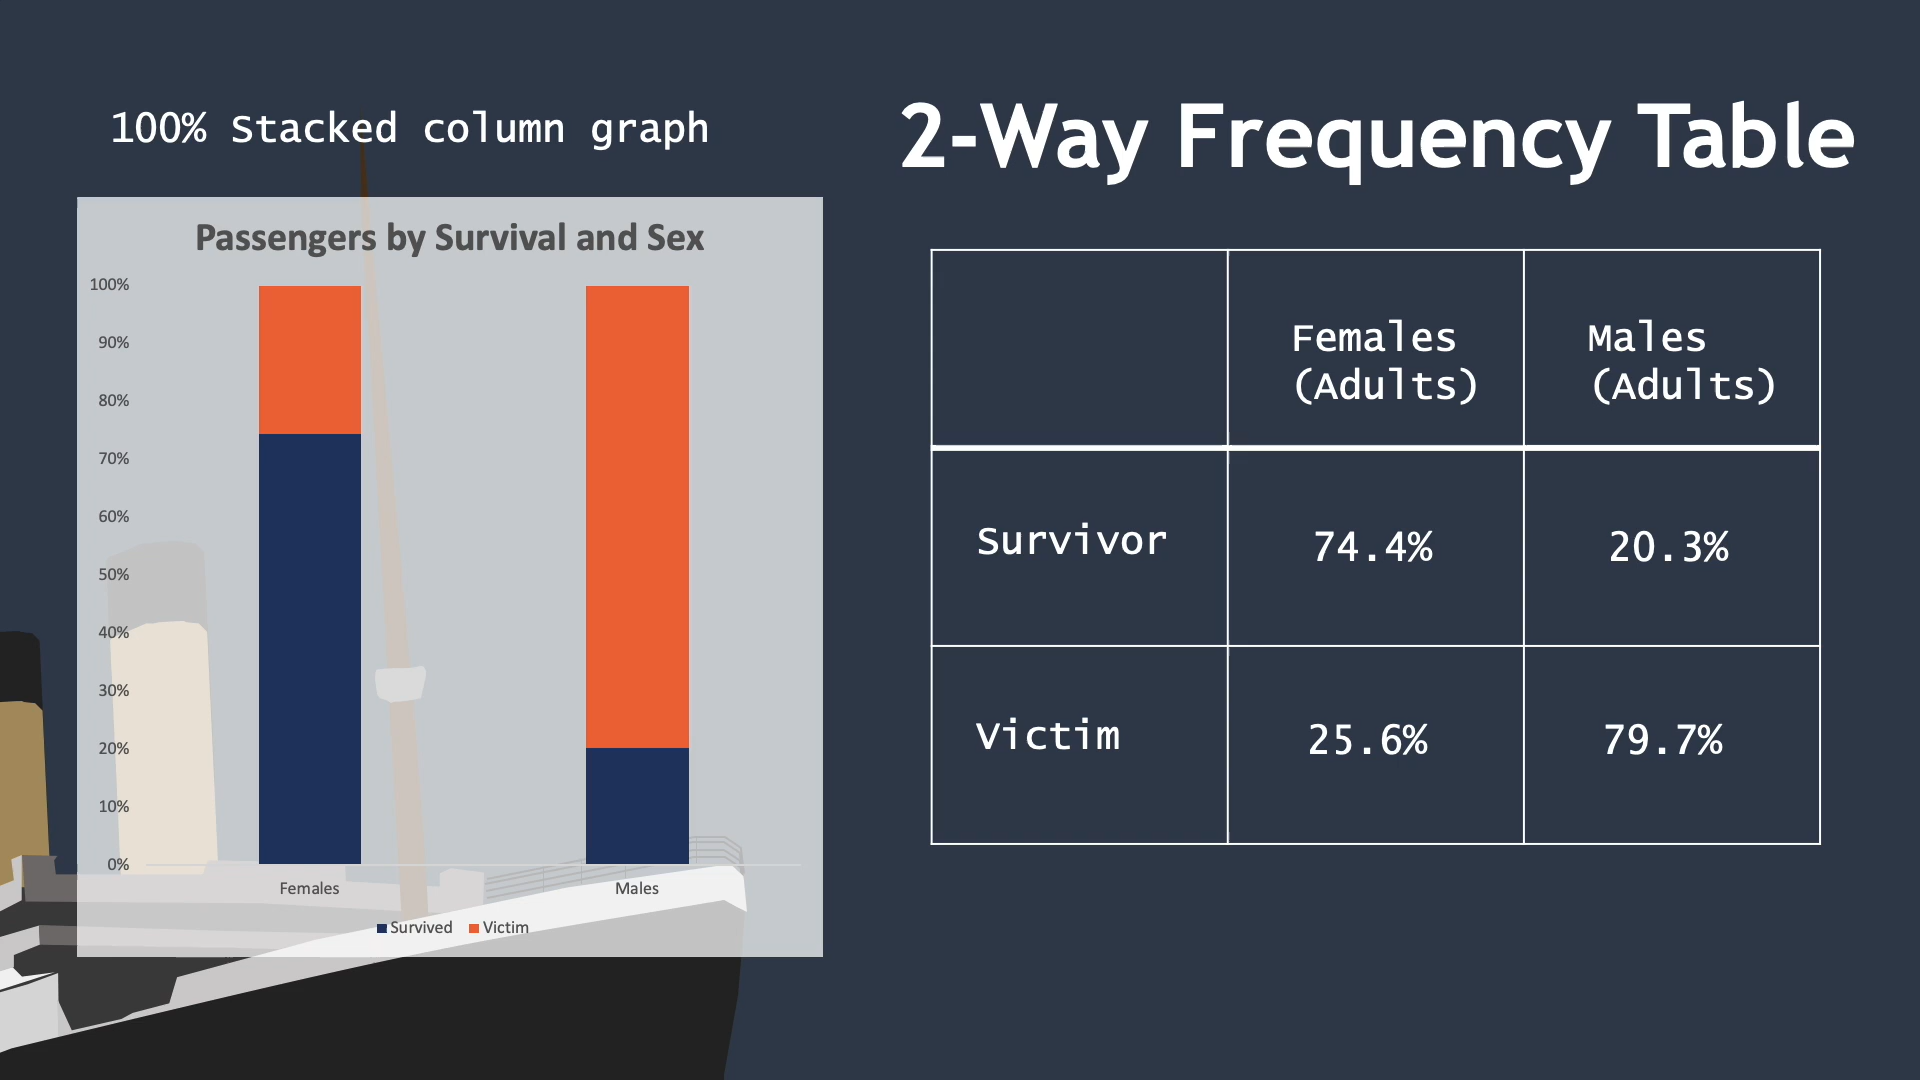 100% Stacked column graph
Passengers by Survival and Sex
100%
90%
80%
70%
60%
50%
40%
30%
20%
10%
0%
Females Males
Survived Victim
2-Way Frequency Table
Females (Adults) Males (Adults)
Survivor 74.4% 20.3%
Victim 25.6% 79.7%